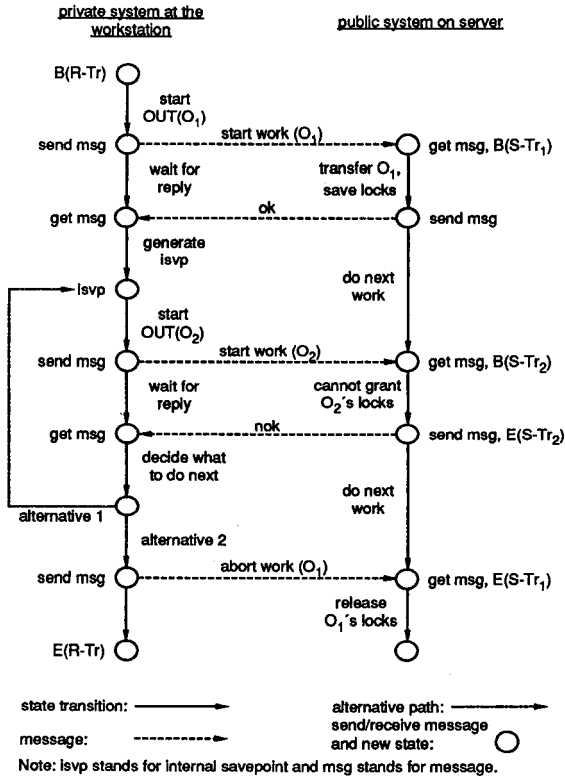 private system at the
workstation
public system on server
B(R-Tr)
start
OUT(O1)
send msg
start work (O1)
get msg, B(S-Tr1)
wait for
reply
transfer O1,
save locks
get msg
ok
send msg
generate
isvp
isvp
do next
work
start
OUT(O2)
send msg
start work (O2)
get msg, B(S-Tr2)
wait for
reply
cannot grant
O2´s locks
get msg
nok
send msg, E(S-Tr2)
decide what
to do next
do next
work
alternative 1
alternative 2
send msg
abort work (O1)
get msg, E(S-Tr1)
release
O1´s locks
E(R-Tr)
state transition:
alternative path:
message:
send/receive message
and new state:
Note: isvp stands for internal savepoint and msg stands for message.